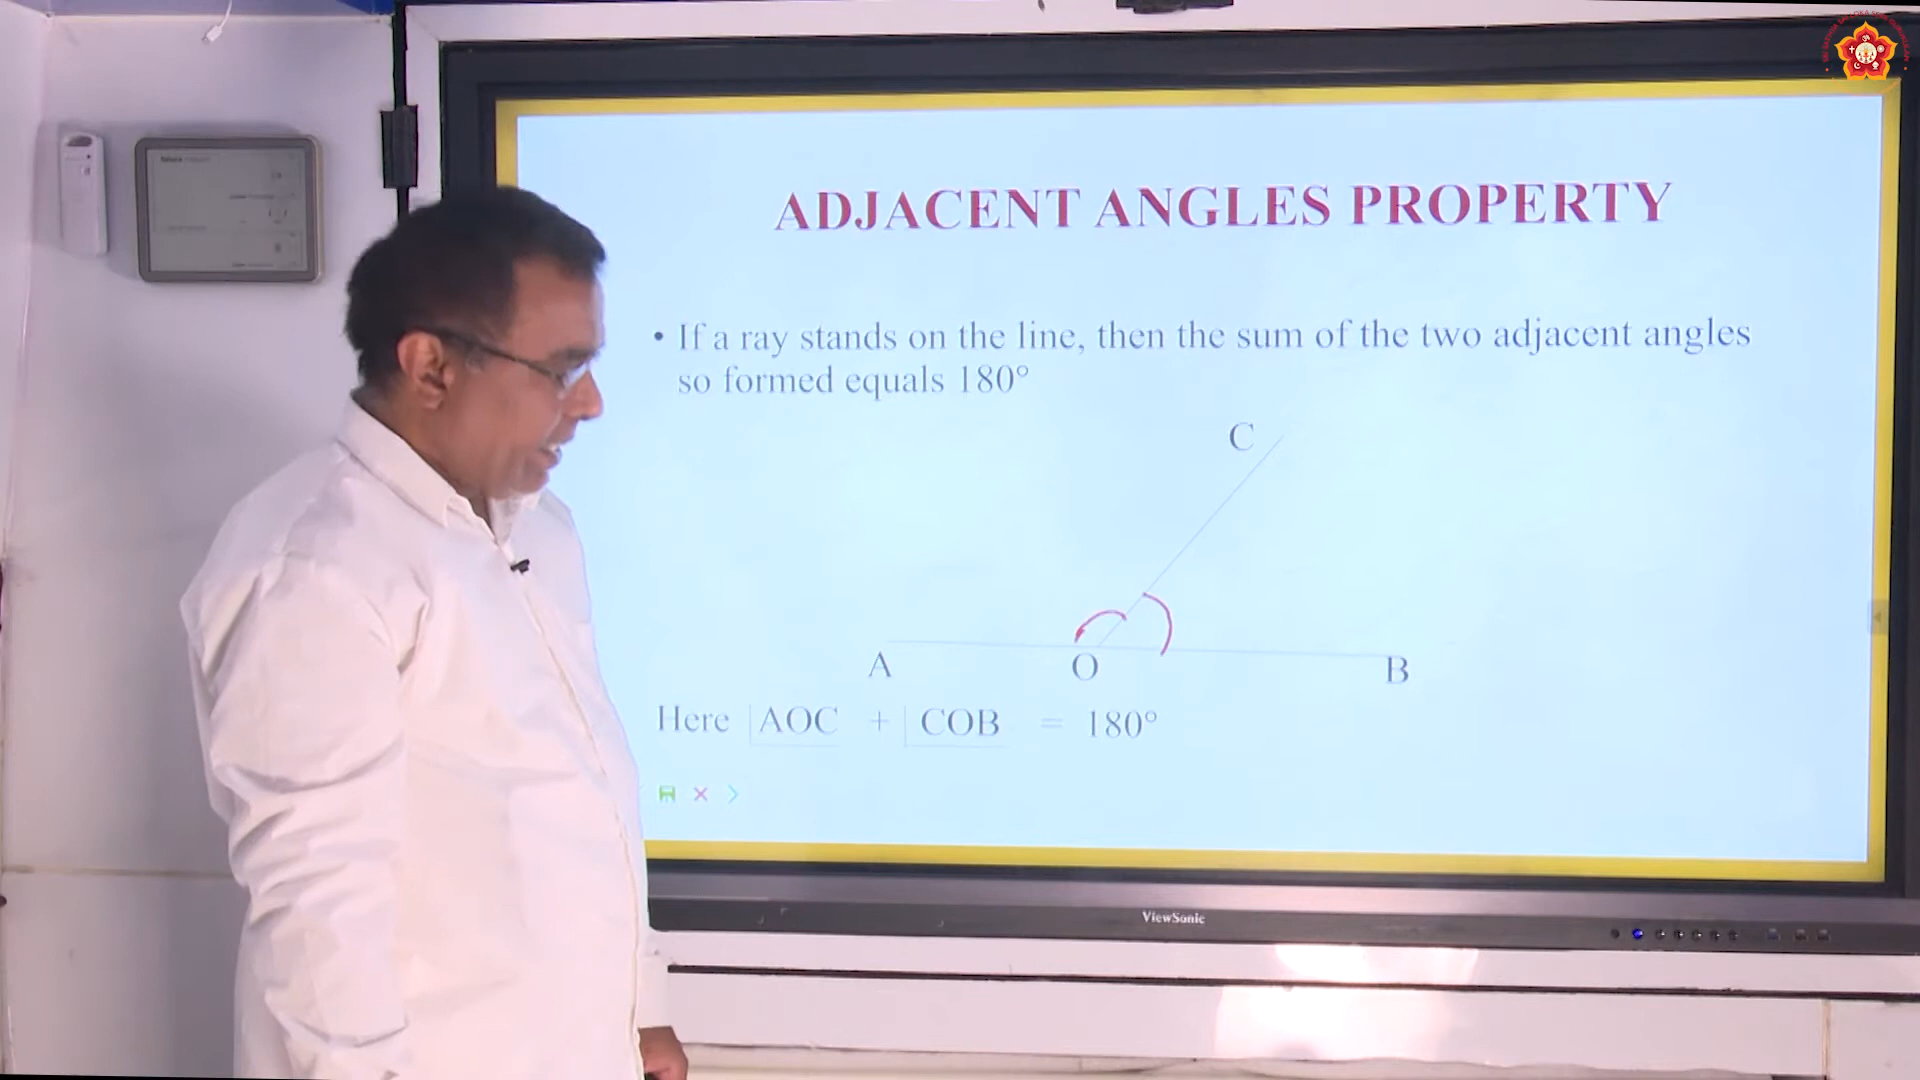 ADJACENT ANGLES PROPERTY
• If a ray stands on the line, then the sum of the two adjacent angles
so formed equals 180°
C
A
O
B
Here |AOC + | COB = 180°
ViewSonic